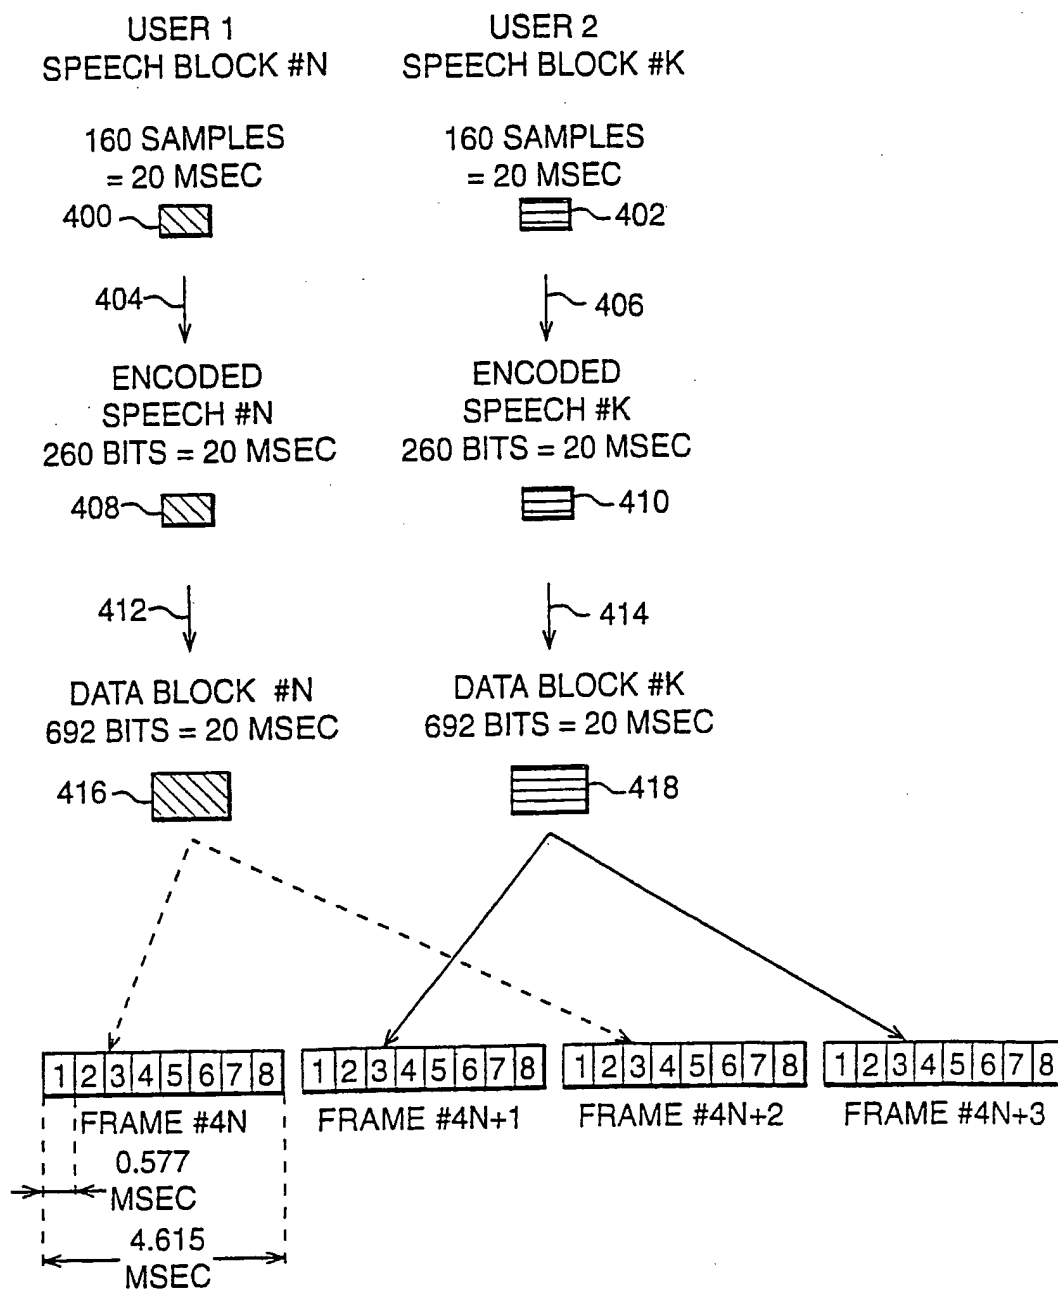 USER 1
SPEECH BLOCK #N
USER 2
SPEECH BLOCK #K
160 SAMPLES
= 20 MSEC
160 SAMPLES
= 20 MSEC
400
402
404
406
ENCODED
SPEECH #N
260 BITS = 20 MSEC
ENCODED
SPEECH #K
260 BITS = 20 MSEC
408
410
412
414
DATA BLOCK #N
692 BITS = 20 MSEC
DATA BLOCK #K
692 BITS = 20 MSEC
416
418
1 2 3 4 5 6 7 8
1 2 3 4 5 6 7 8
1 2 3 4 5 6 7 8
1 2 3 4 5 6 7 8
FRAME #4N
FRAME #4N+1
FRAME #4N+2
FRAME #4N+3
0.577
MSEC
4.615
MSEC